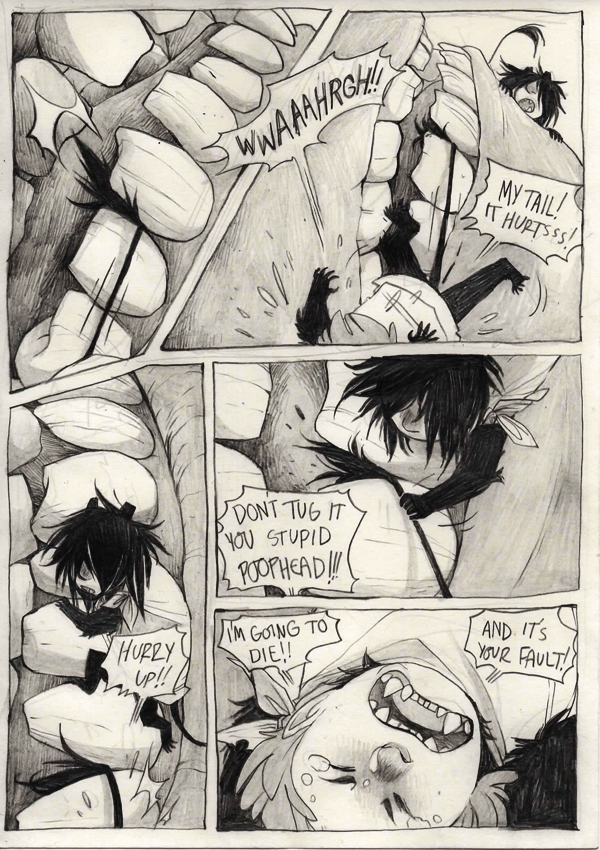 WWAAAHRGH!!
MY TAIL!
IT HURTSSS!
HURRY
UP!!
DON'T TUG IT
YOU STUPID
POOPHEAD!!!
I'M GOING TO
DIE!!
AND IT'S
YOUR FAULT!